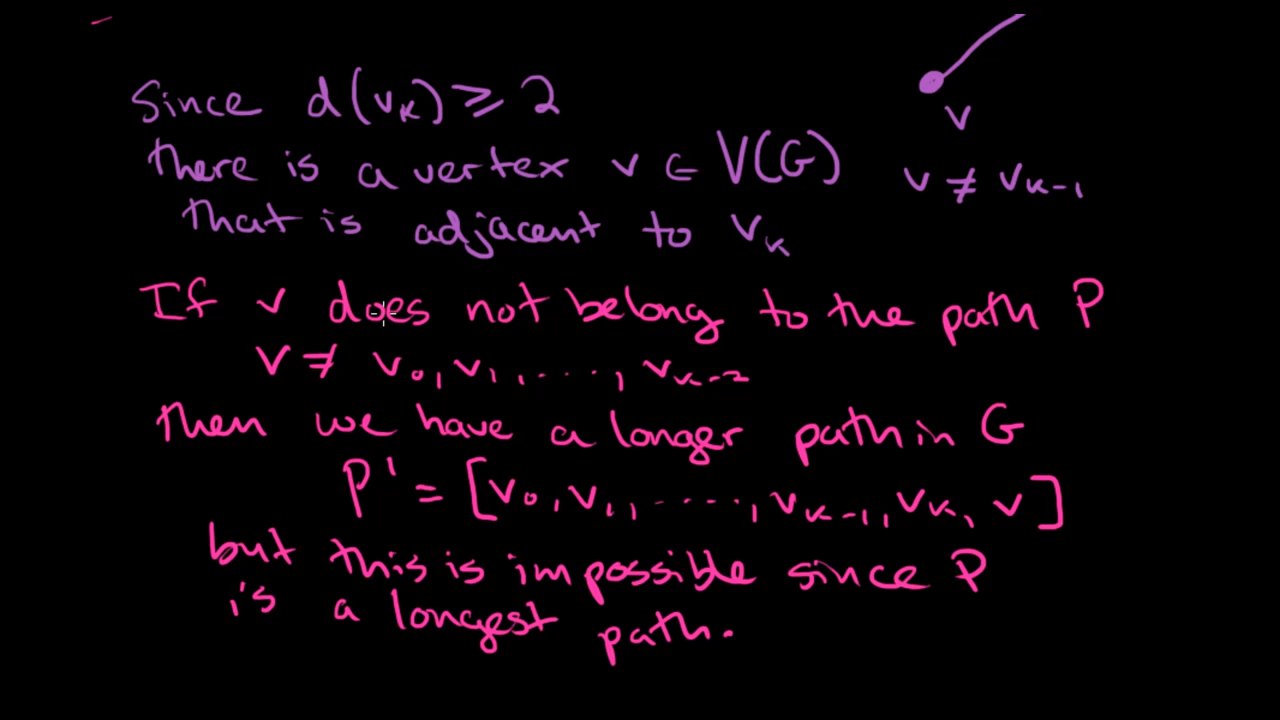 Since d(vₖ) ≥ 2
there is a vertex v ∈ V(G)
that is adjacent to vₖ
v
v ≠ vₖ₋₁
If v does not belong to the path P
v ≠ v₀, v₁, ...., vₖ₋₂
then we have a longer path in G
P' = [v₀, v₁, ....., vₖ₋₁, vₖ, v]
but this is impossible since P
is a longest path.